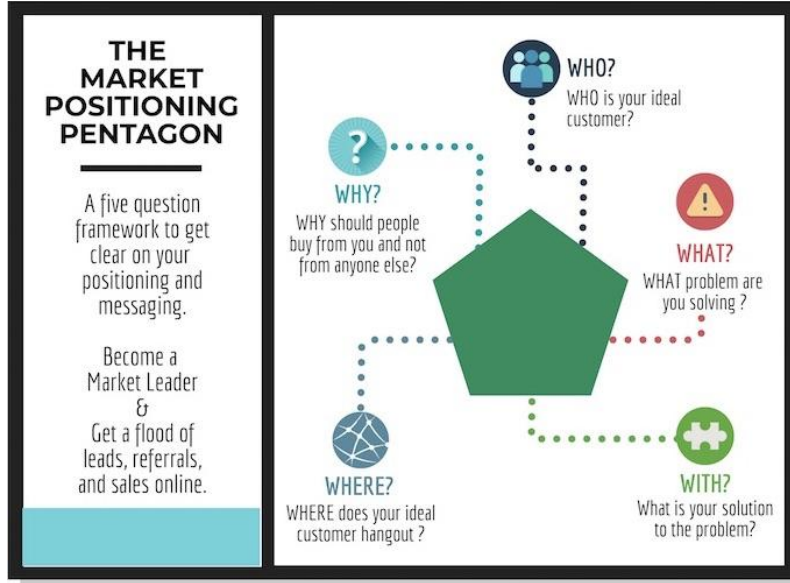 THE
MARKET
POSITIONING
PENTAGON
A five question
framework to get
clear on your
positioning and
messaging.
Become a
Market Leader
&
Get a flood of
leads, referrals,
and sales online.
WHO?
WHO is your ideal
customer?
WHAT?
WHAT problem are
you solving ?
WITH?
What is your solution
to the problem?
WHERE?
WHERE does your ideal
customer hangout ?
WHY?
WHY should people
buy from you and not
from anyone else?